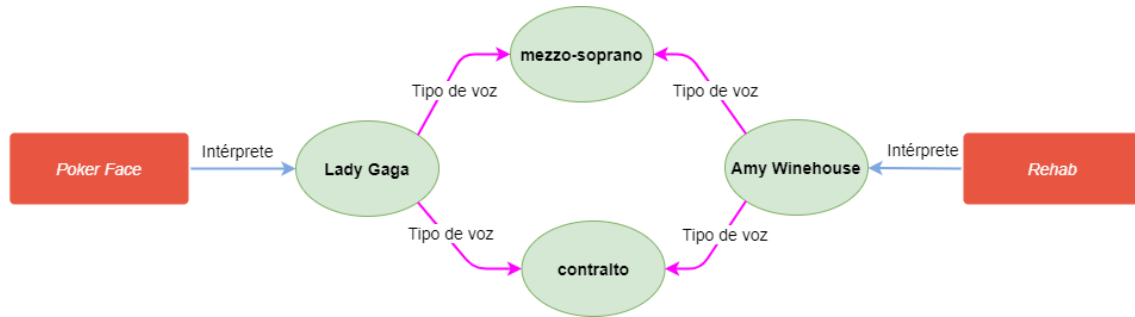 mezzo-soprano
Tipo de voz
Tipo de voz
Intérprete
Intérprete
Poker Face
Lady Gaga
Amy Winehouse
Rehab
Tipo de voz
Tipo de voz
contralto